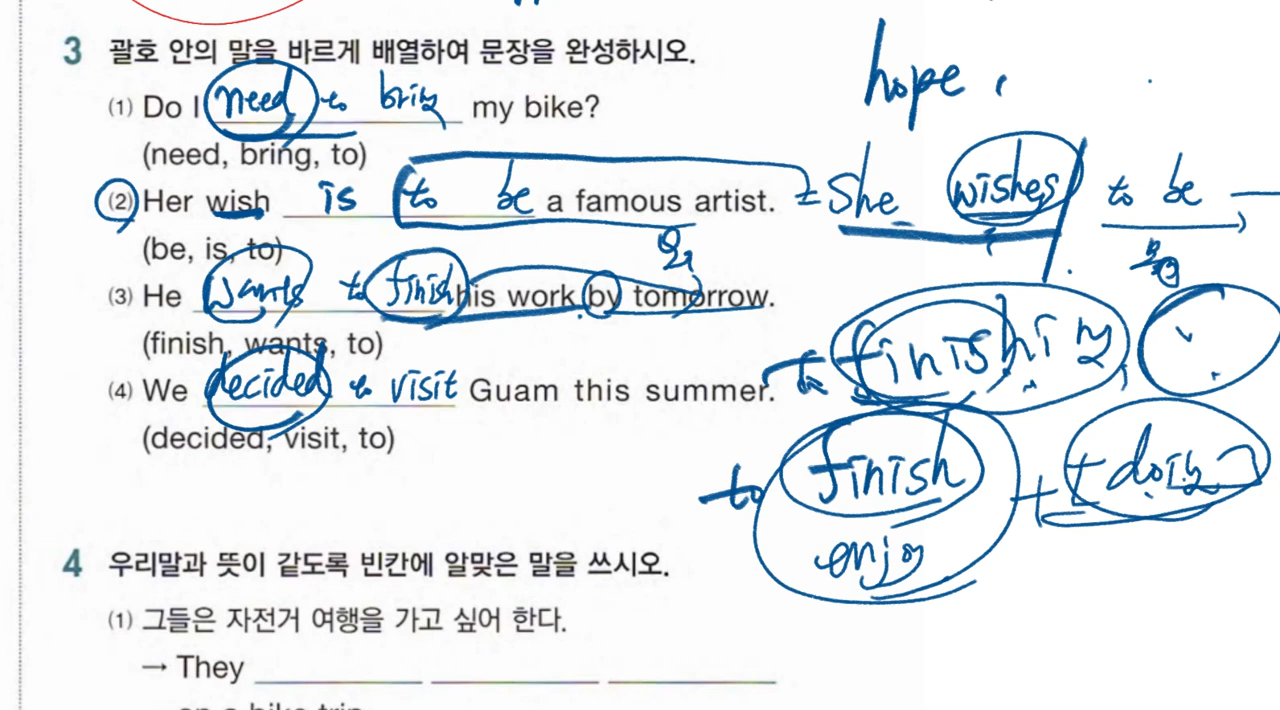 hope,
3 괄호 안의 말을 바르게 배열하여 문장을 완성하시오.
(1) Do I need to bring my bike?
(need, bring, to)
(2) Her wish is to be a famous artist. = She wishes to be
(be, is, to)
(3) He wants to finish his work by tomorrow.
(finish, wants, to)
to finishing
(4) We decided to visit Guam this summer.
(decided, visit, to)
to finish + + doing
enjoy
4 우리말과 뜻이 같도록 빈칸에 알맞은 말을 쓰시오.
(1) 그들은 자전거 여행을 가고 싶어 한다.
→ They
on a bike trip.